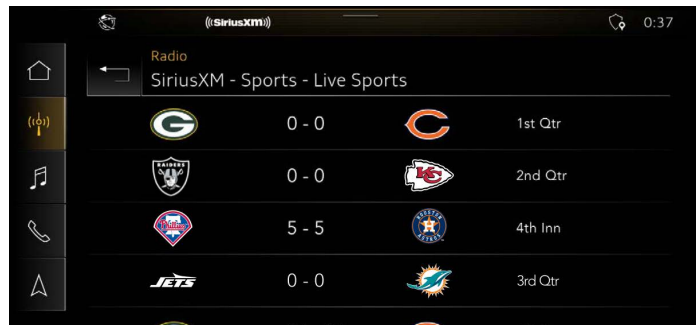 ((SiriusXM))
0:37
Radio
SiriusXM - Sports - Live Sports
G 0 - 0 C 1st Qtr
RAIDERS 0 - 0 KC 2nd Qtr
Phillies 5 - 5 HOUSTON H ASTROS 4th Inn
JETS 0 - 0 3rd Qtr